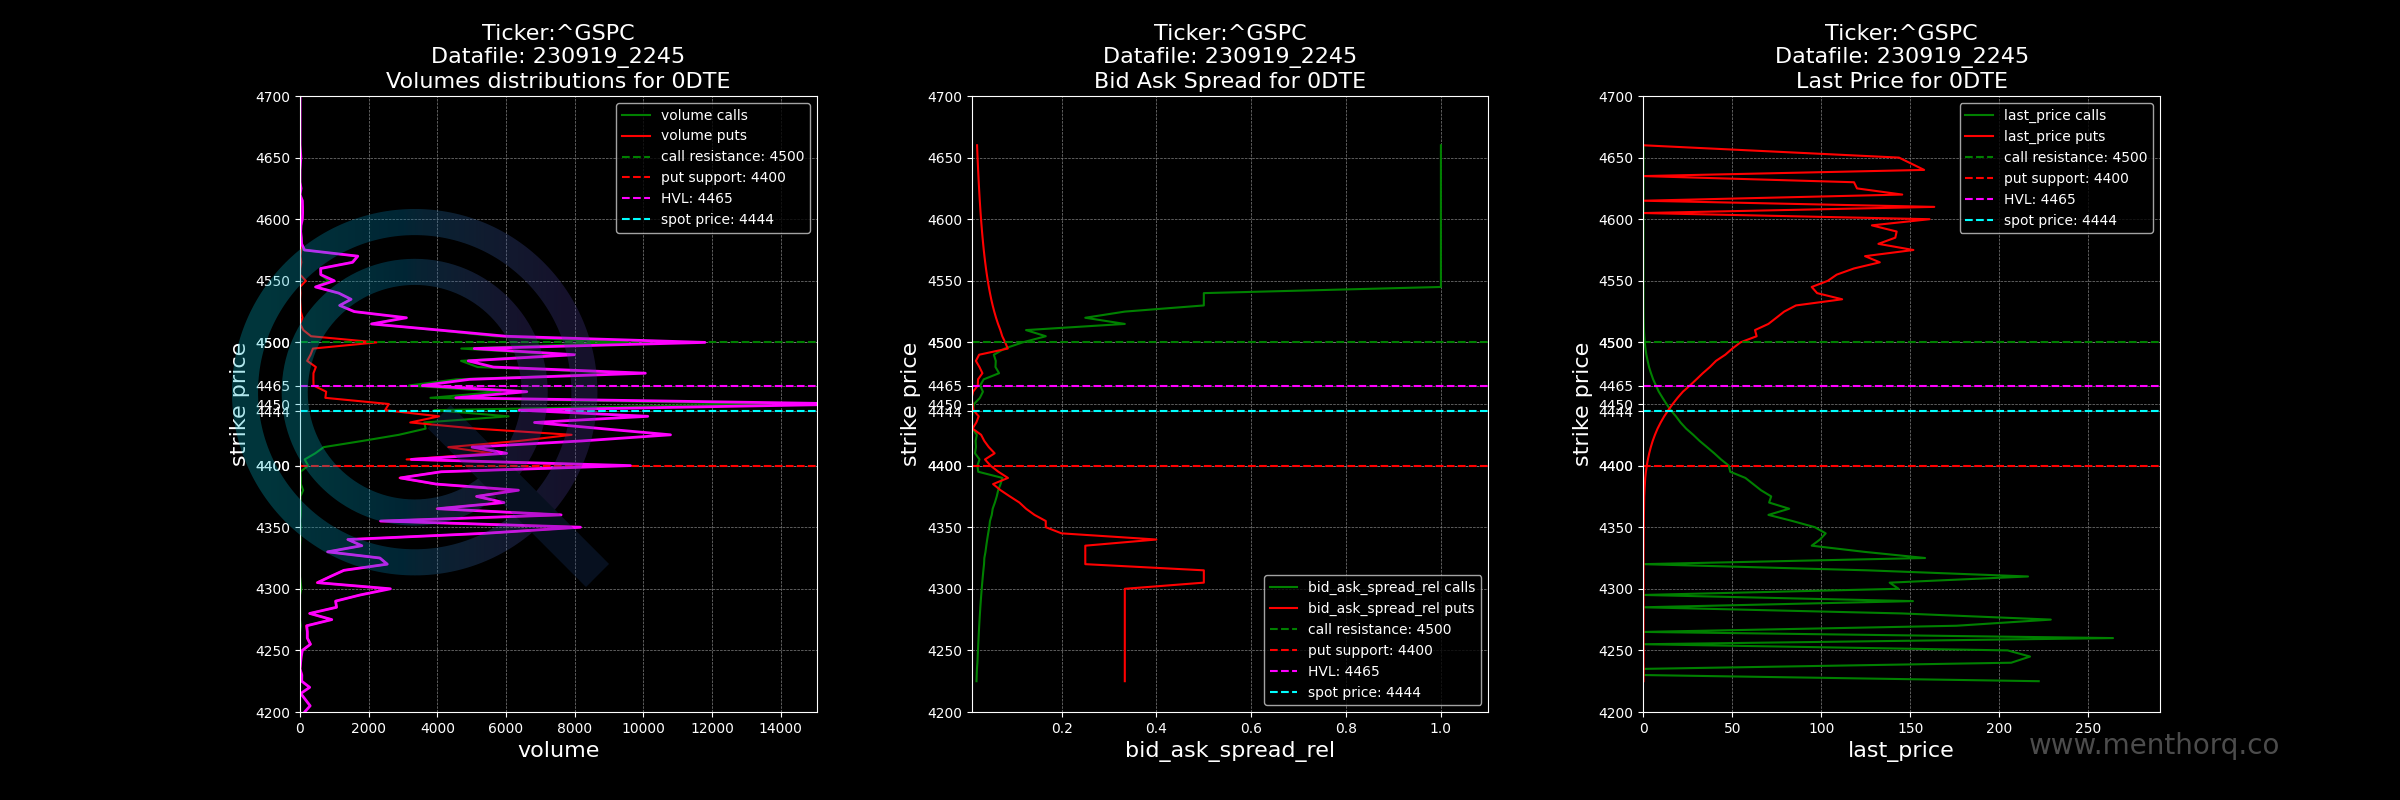 Ticker:^GSPC
Datafile: 230919_2245
Volumes distributions for 0DTE
4700
4650
4600
4550
4500
4465
4450
4444
4400
4350
4300
4250
4200
strike price
volume calls
volume puts
call resistance: 4500
put support: 4400
HVL: 4465
spot price: 4444
0 2000 4000 6000 8000 10000 12000 14000
volume
Ticker:^GSPC
Datafile: 230919_2245
Bid Ask Spread for 0DTE
4700
4650
4600
4550
4500
4465
4450
4444
4400
4350
4300
4250
4200
strike price
bid_ask_spread_rel calls
bid_ask_spread_rel puts
call resistance: 4500
put support: 4400
HVL: 4465
spot price: 4444
0.2 0.4 0.6 0.8 1.0
bid_ask_spread_rel
Ticker:^GSPC
Datafile: 230919_2245
Last Price for 0DTE
4700
4650
4600
4550
4500
4465
4450
4444
4400
4350
4300
4250
4200
strike price
last_price calls
last_price puts
call resistance: 4500
put support: 4400
HVL: 4465
spot price: 4444
0 50 100 150 200 250
last_price
www.menthorq.co